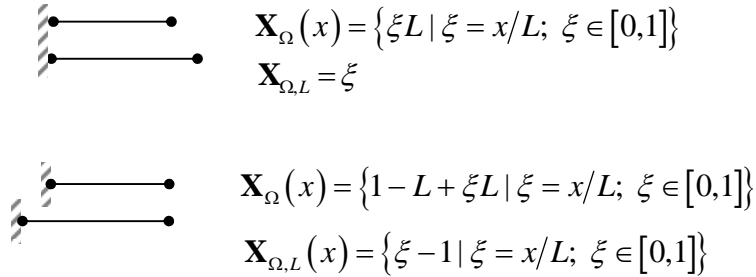 𝐗_Ω(x) = {ξL | ξ = x/L; ξ ∈ [0,1]}
𝐗_{Ω,L} = ξ
𝐗_Ω(x) = {1 − L + ξL | ξ = x/L; ξ ∈ [0,1]}
𝐗_{Ω,L}(x) = {ξ − 1 | ξ = x/L; ξ ∈ [0,1]}